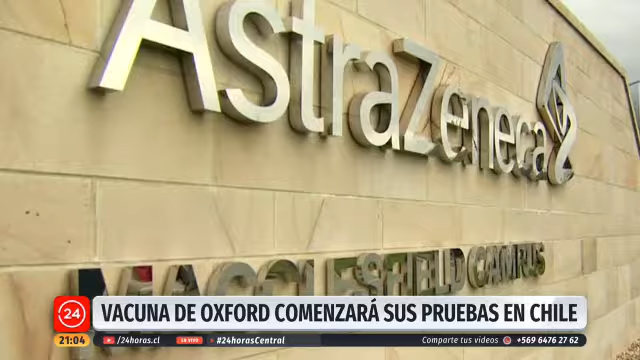 AstraZeneca
MACCLESFIELD CAMPUS
24
VACUNA DE OXFORD COMENZARÁ SUS PRUEBAS EN CHILE
21:04
/24horas.cl
EN VIVO
#24horasCentral
Comparte tus videos
+569 6476 27 62